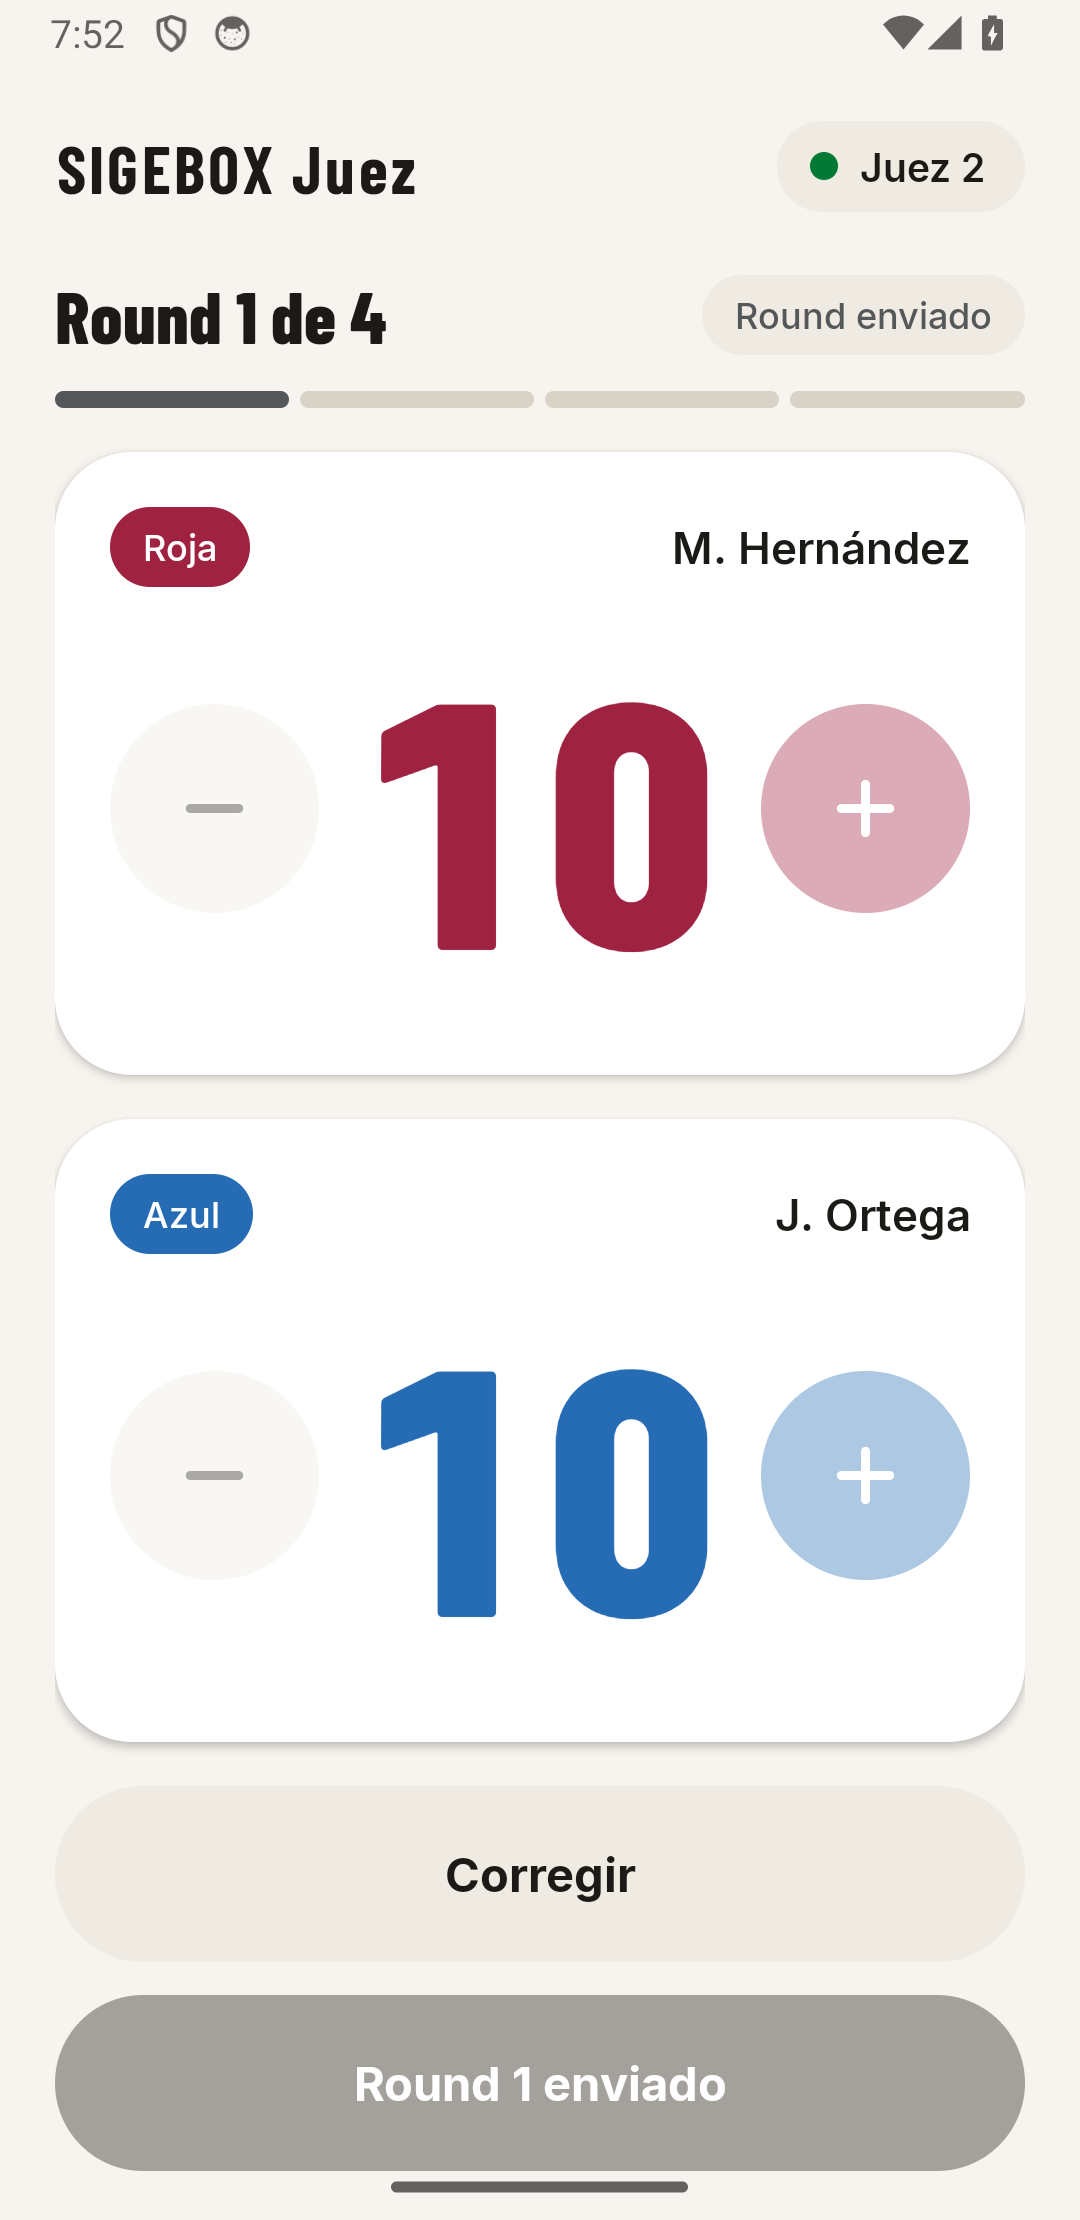 7:52
SIGEBOX Juez
Juez 2
Round 1 de 4
Round enviado
Roja
M. Hernández
10
Azul
J. Ortega
10
Corregir
Round 1 enviado